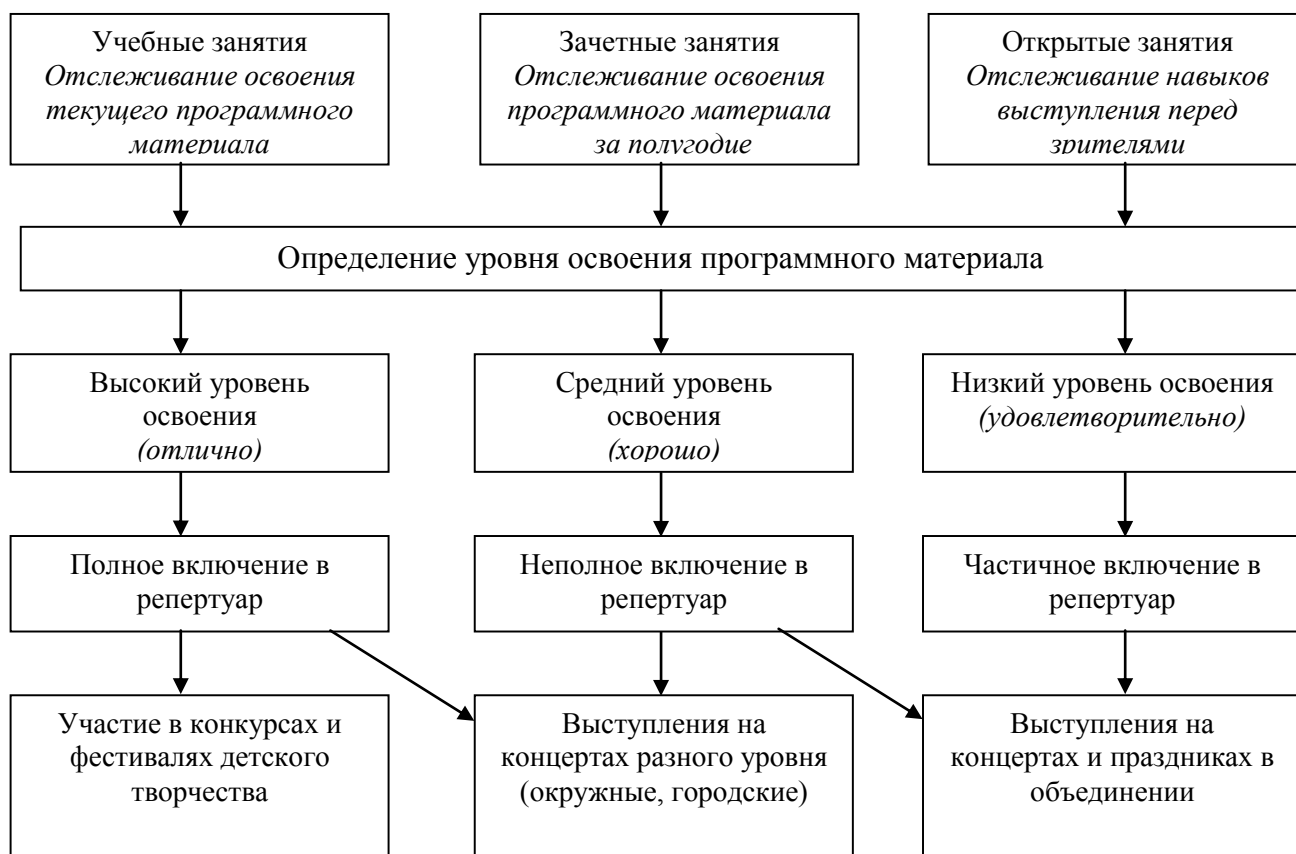 Учебные занятия
Отслеживание освоения
текущего программного
материала
Зачетные занятия
Отслеживание освоения
программного материала
за полугодие
Открытые занятия
Отслеживание навыков
выступления перед
зрителями
Определение уровня освоения программного материала
Высокий уровень
освоения
(отлично)
Средний уровень
освоения
(хорошо)
Низкий уровень освоения
(удовлетворительно)
Полное включение в
репертуар
Неполное включение в
репертуар
Частичное включение в
репертуар
Участие в конкурсах и
фестивалях детского
творчества
Выступления на
концертах разного уровня
(окружные, городские)
Выступления на
концертах и праздниках в
объединении